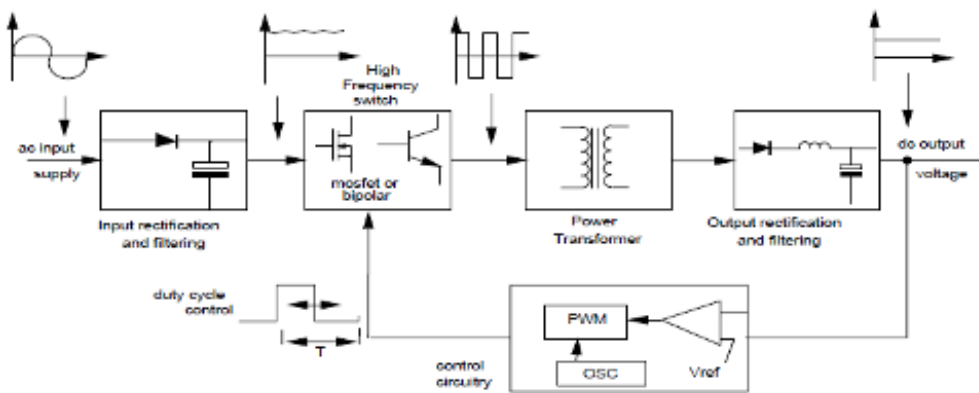 High
Frequency
switch
ac input
supply
mosfet or
bipolar
dc output
voltage
Input rectification
and filtering
Power
Transformer
Output rectification
and filtering
duty cycle
control
T
PWM
OSC
Vref
control
circuitry